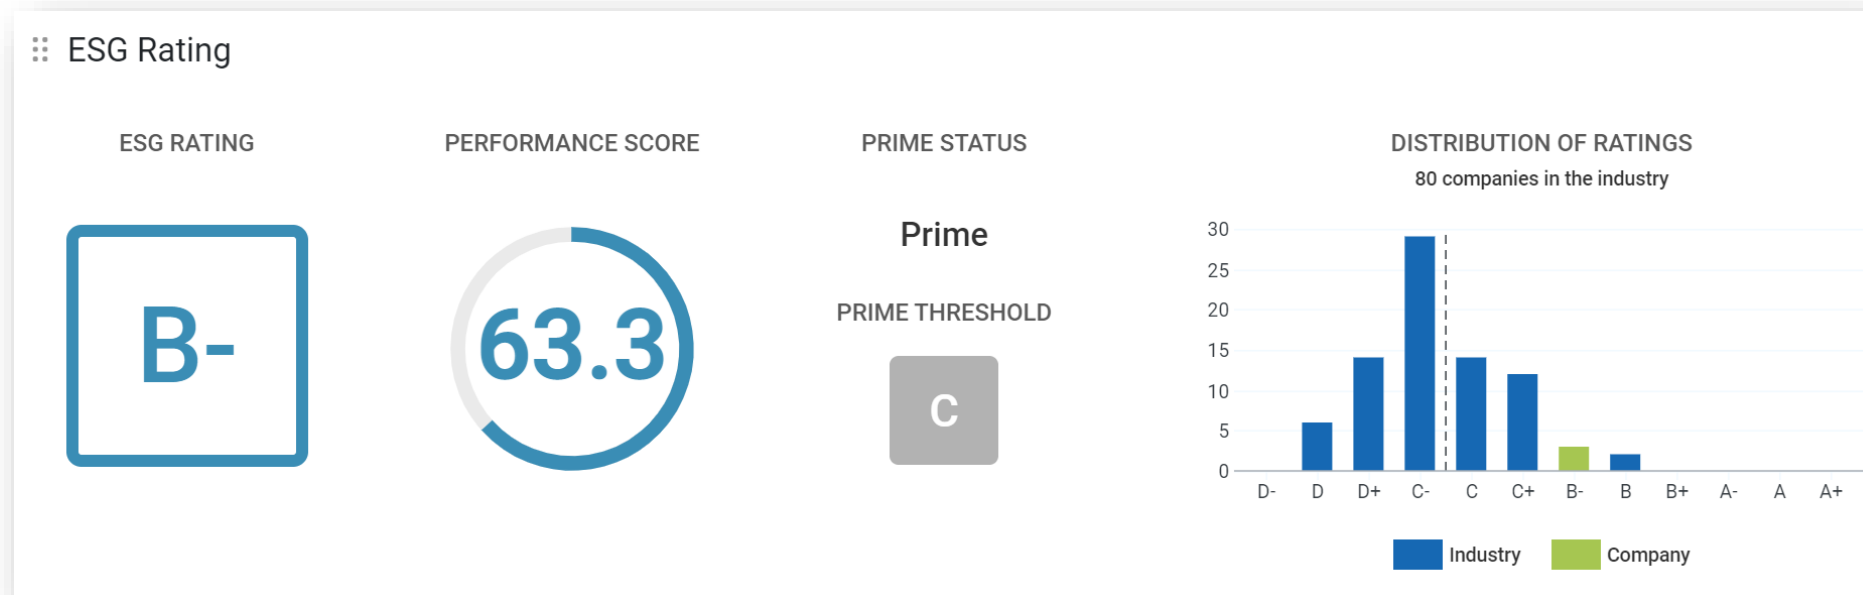 ESG Rating
ESG RATING
B-
PERFORMANCE SCORE
63.3
PRIME STATUS
Prime
PRIME THRESHOLD
C
DISTRIBUTION OF RATINGS
80 companies in the industry
30
25
20
15
10
5
0
D- D D+ C- C C+ B- B B+ A- A A+
Industry Company